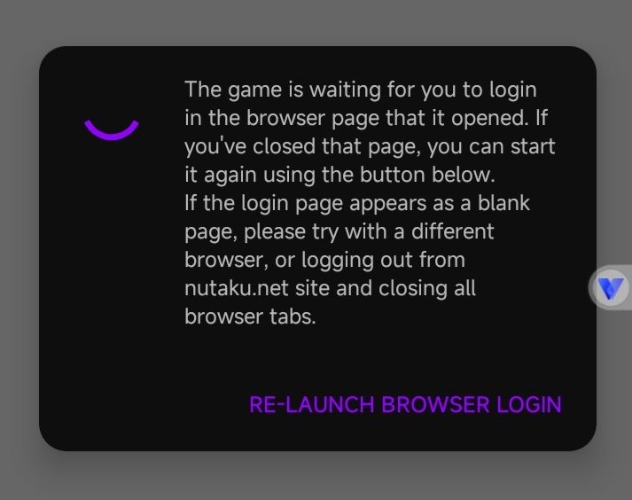 The game is waiting for you to login
in the browser page that it opened. If
you've closed that page, you can start
it again using the button below.
If the login page appears as a blank
page, please try with a different
browser, or logging out from
nutaku.net site and closing all
browser tabs.
RE-LAUNCH BROWSER LOGIN